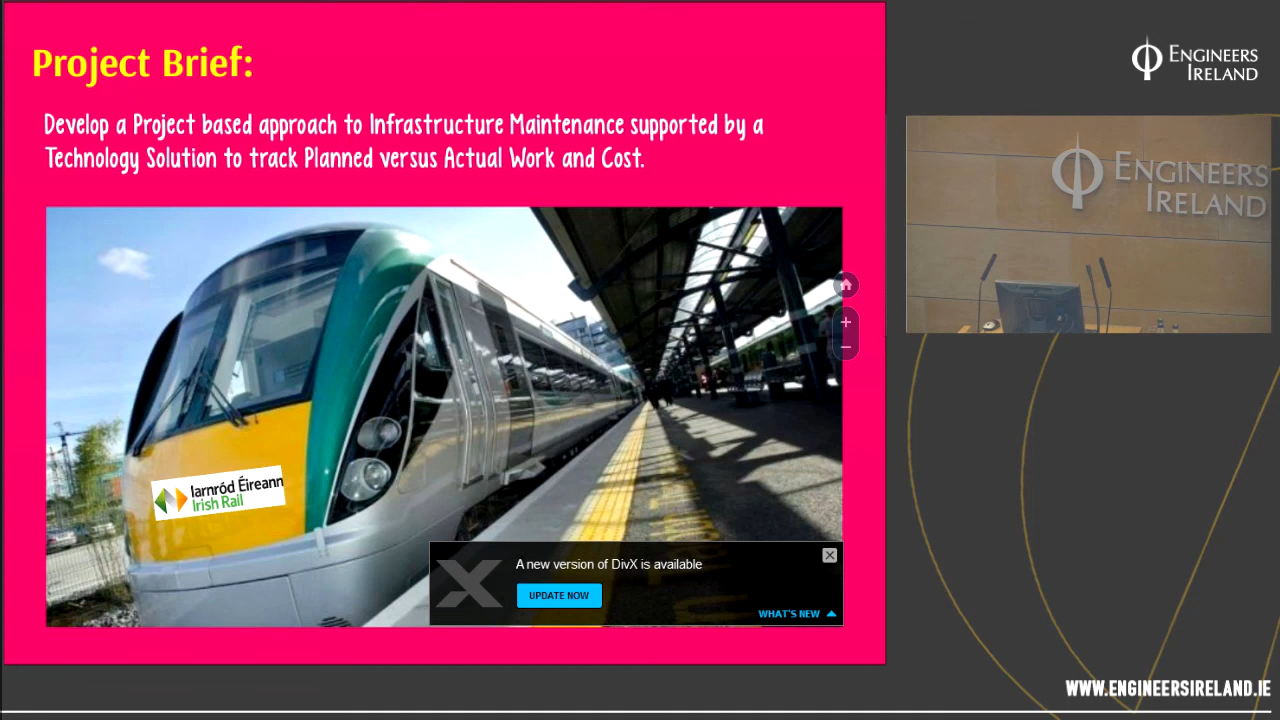 Project Brief:
Develop a Project based approach to Infrastructure Maintenance supported by a
Technology Solution to track Planned versus Actual Work and Cost.
Iarnród Éireann
Irish Rail
A new version of DivX is available
UPDATE NOW
WHAT'S NEW
ENGINEERS
IRELAND
ENGINEERS
IRELAND
WWW.ENGINEERSIRELAND.IE